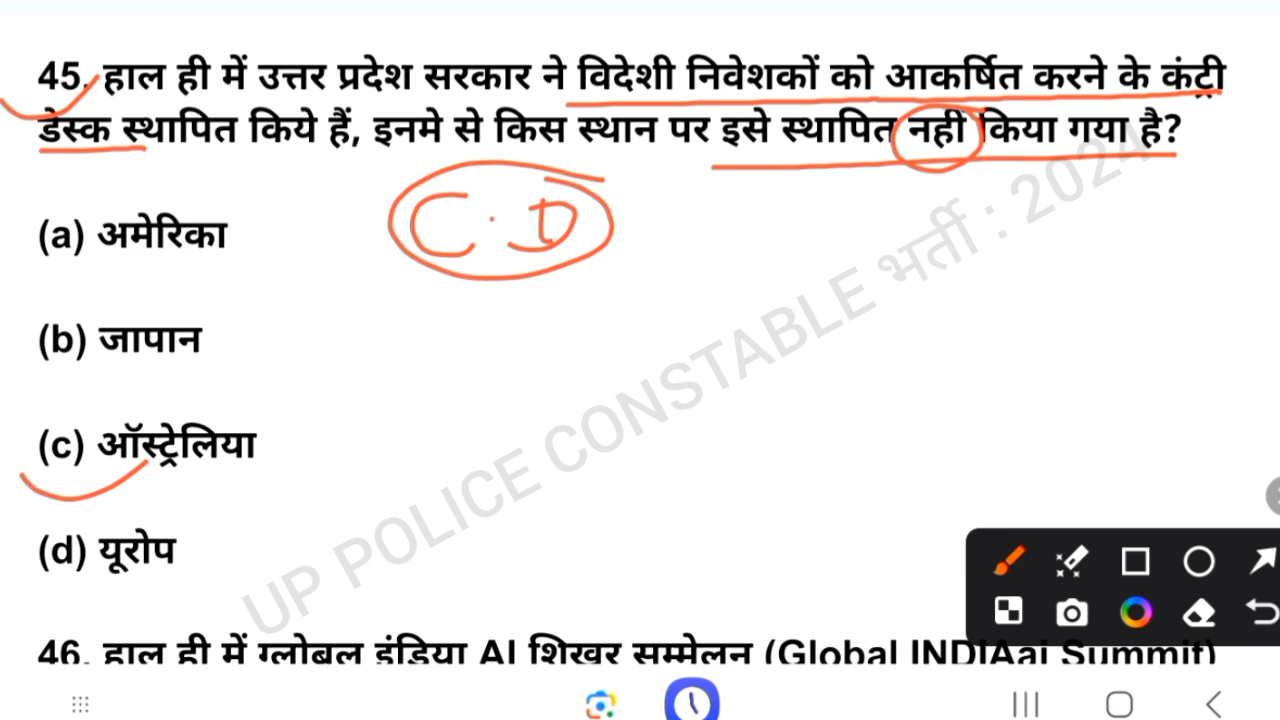 45. हाल ही में उत्तर प्रदेश सरकार ने विदेशी निवेशकों को आकर्षित करने के कंट्री
डेस्क स्थापित किये हैं, इनमे से किस स्थान पर इसे स्थापित नही किया गया है?
C.D
(a) अमेरिका
(b) जापान
(c) ऑस्ट्रेलिया
(d) यूरोप
UP POLICE CONSTABLE भर्ती : 2024
46. हाल ही में ग्लोबल इंडिया AI शिखर सम्मेलन (Global INDIAai Summit)